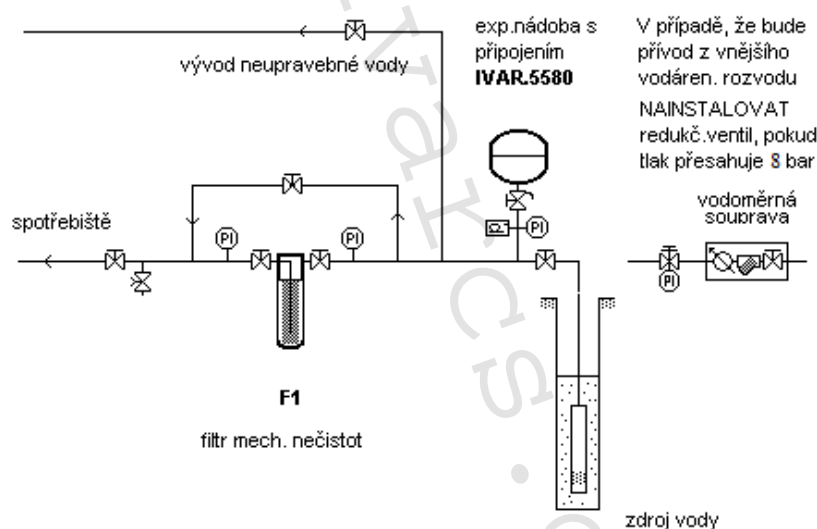 exp.nádoba s
připojením
IVAR.5580
V případě, že bude
přívod z vnějšího
vodáren. rozvodu
NAINSTALOVAT
redukč.ventil, pokud
tlak přesahuje 8 bar
vývod neupravebné vody
vodoměrná
souprava
spotřebiště
PI
PI
PI
P
PI
F1
filtr mech. nečistot
zdroj vody